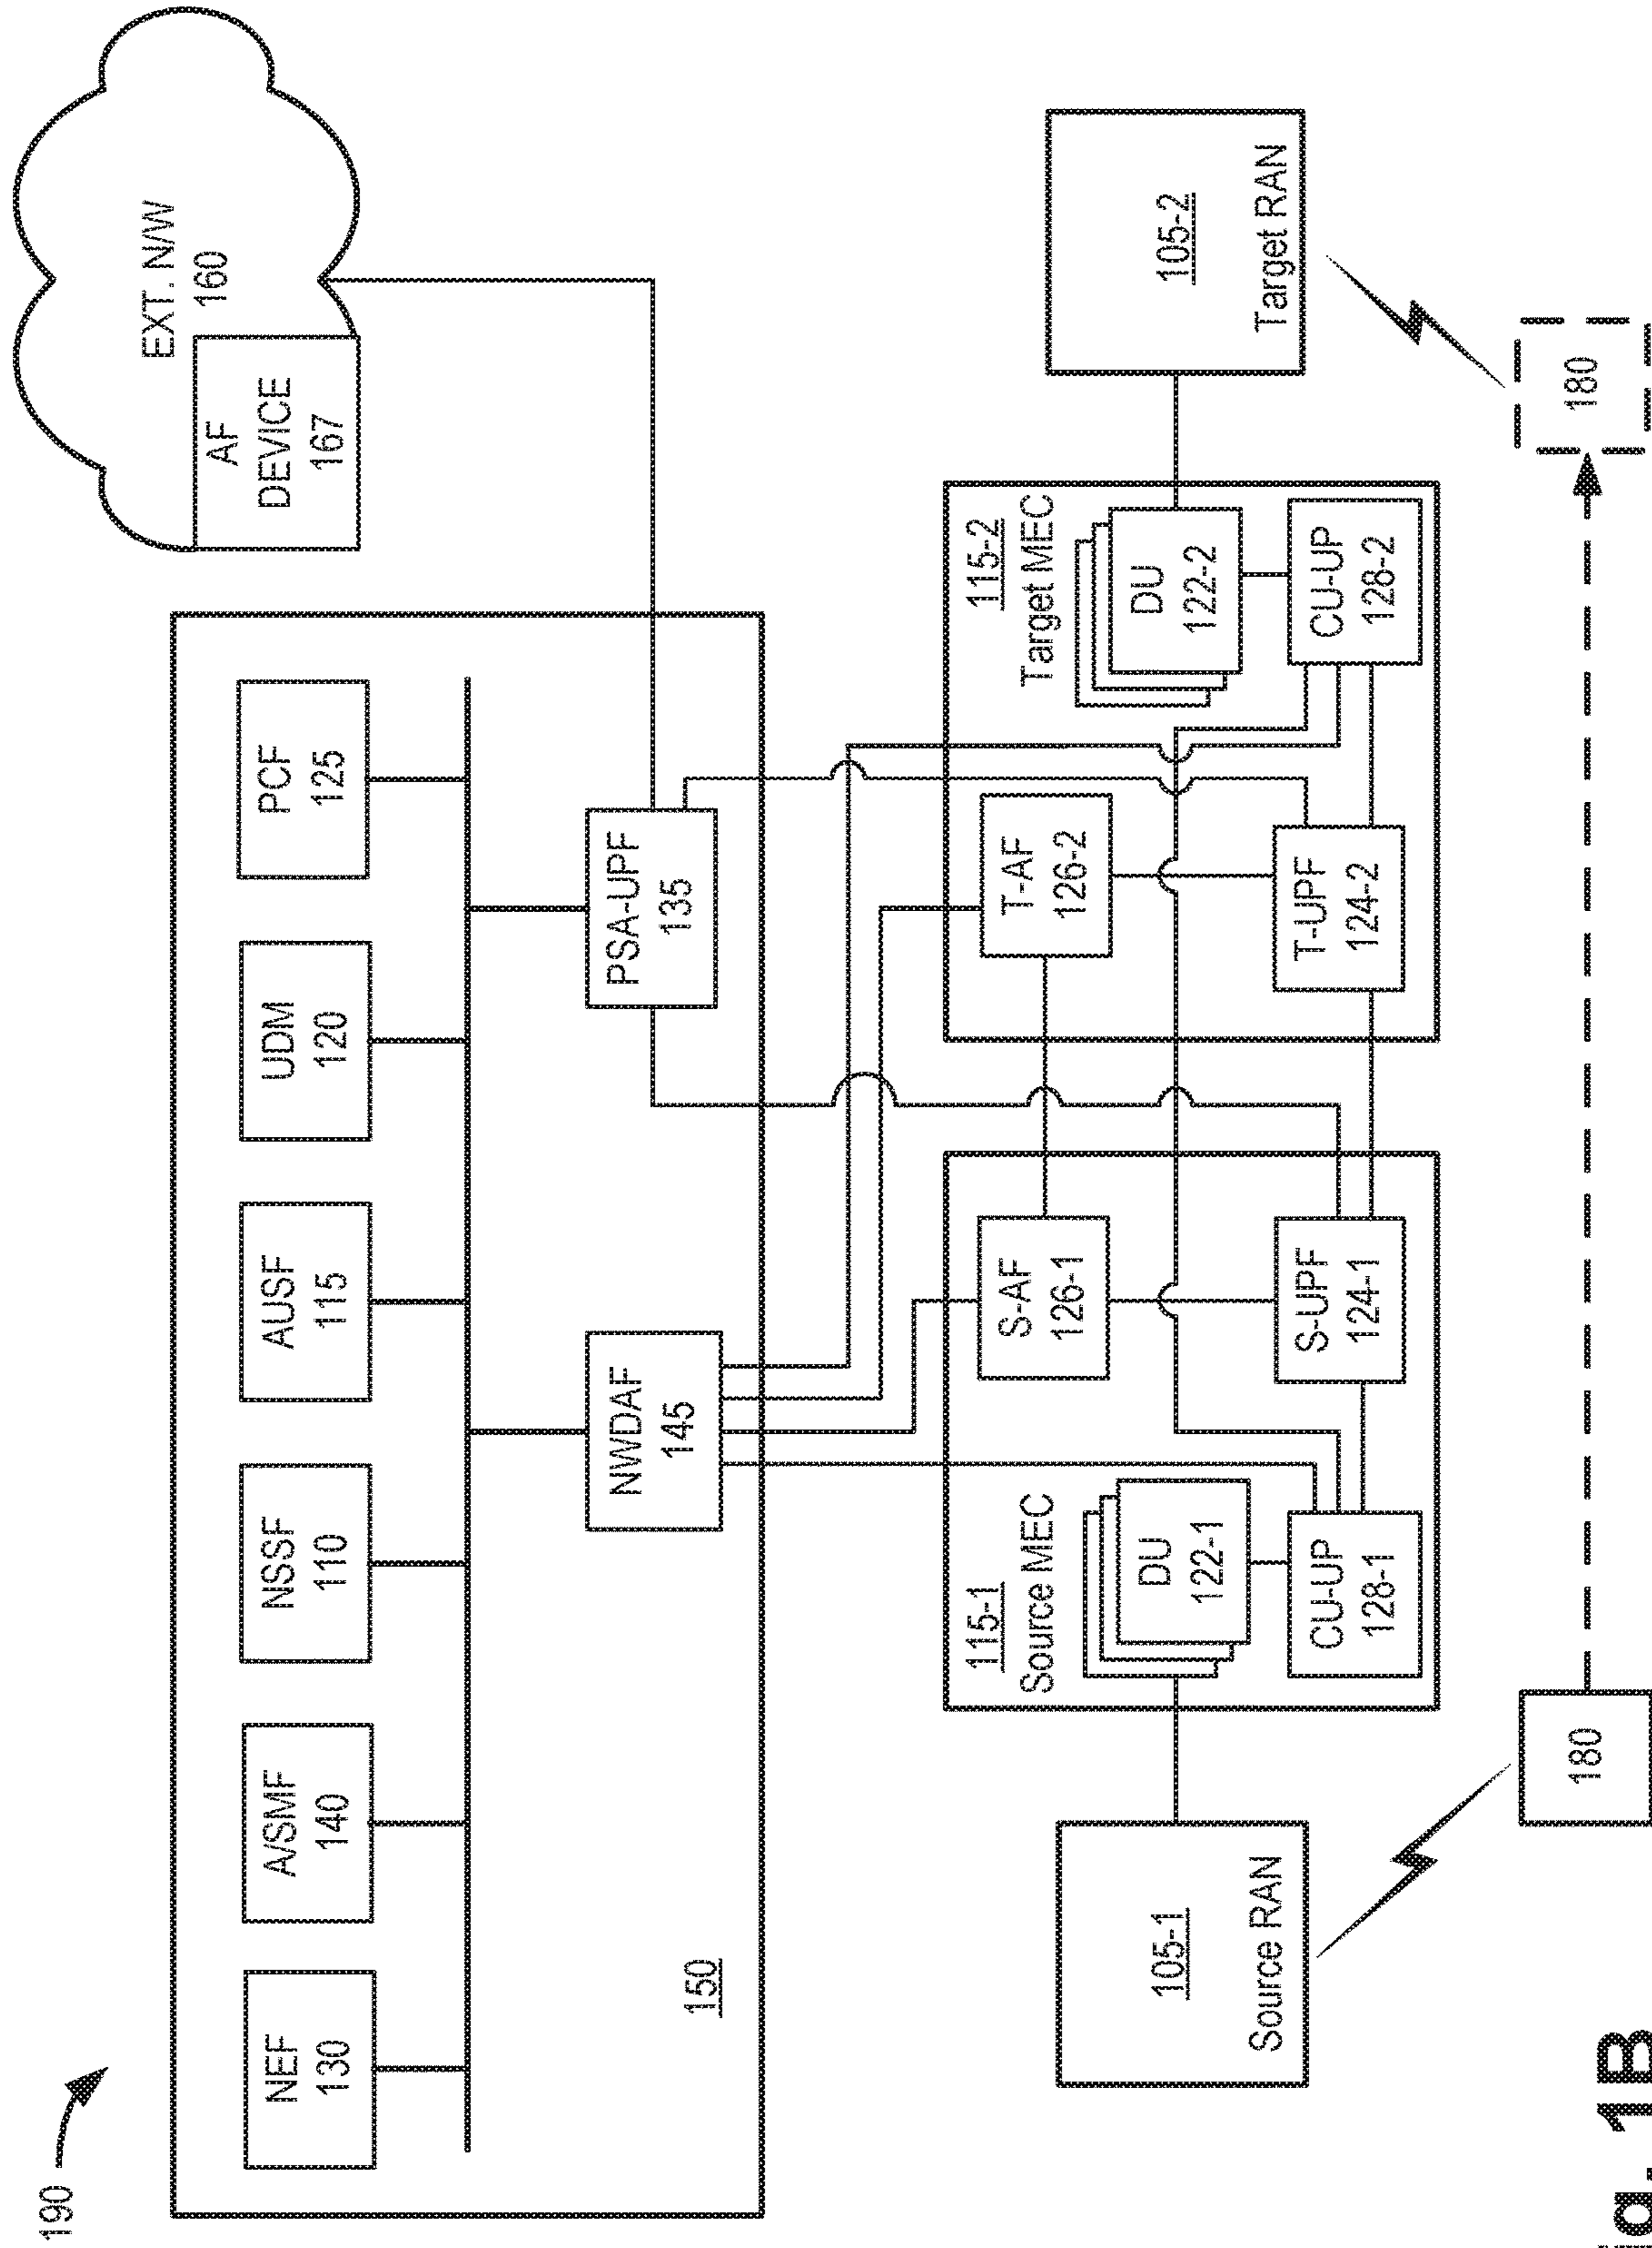 190
EXT. N/W
160
AF
DEVICE
167
NEF
130
A/SMF
140
NSSF
110
AUSF
115
UDM
120
PCF
125
150
NWDAF
145
PSA-UPF
135
105-1
Source RAN
115-1
Source MEC
DU
122-1
CU-UP
128-1
S-AF
126-1
S-UPF
124-1
T-AF
126-2
T-UPF
124-2
115-2
Target MEC
DU
122-2
CU-UP
128-2
105-2
Target RAN
180
180
ig. 1B